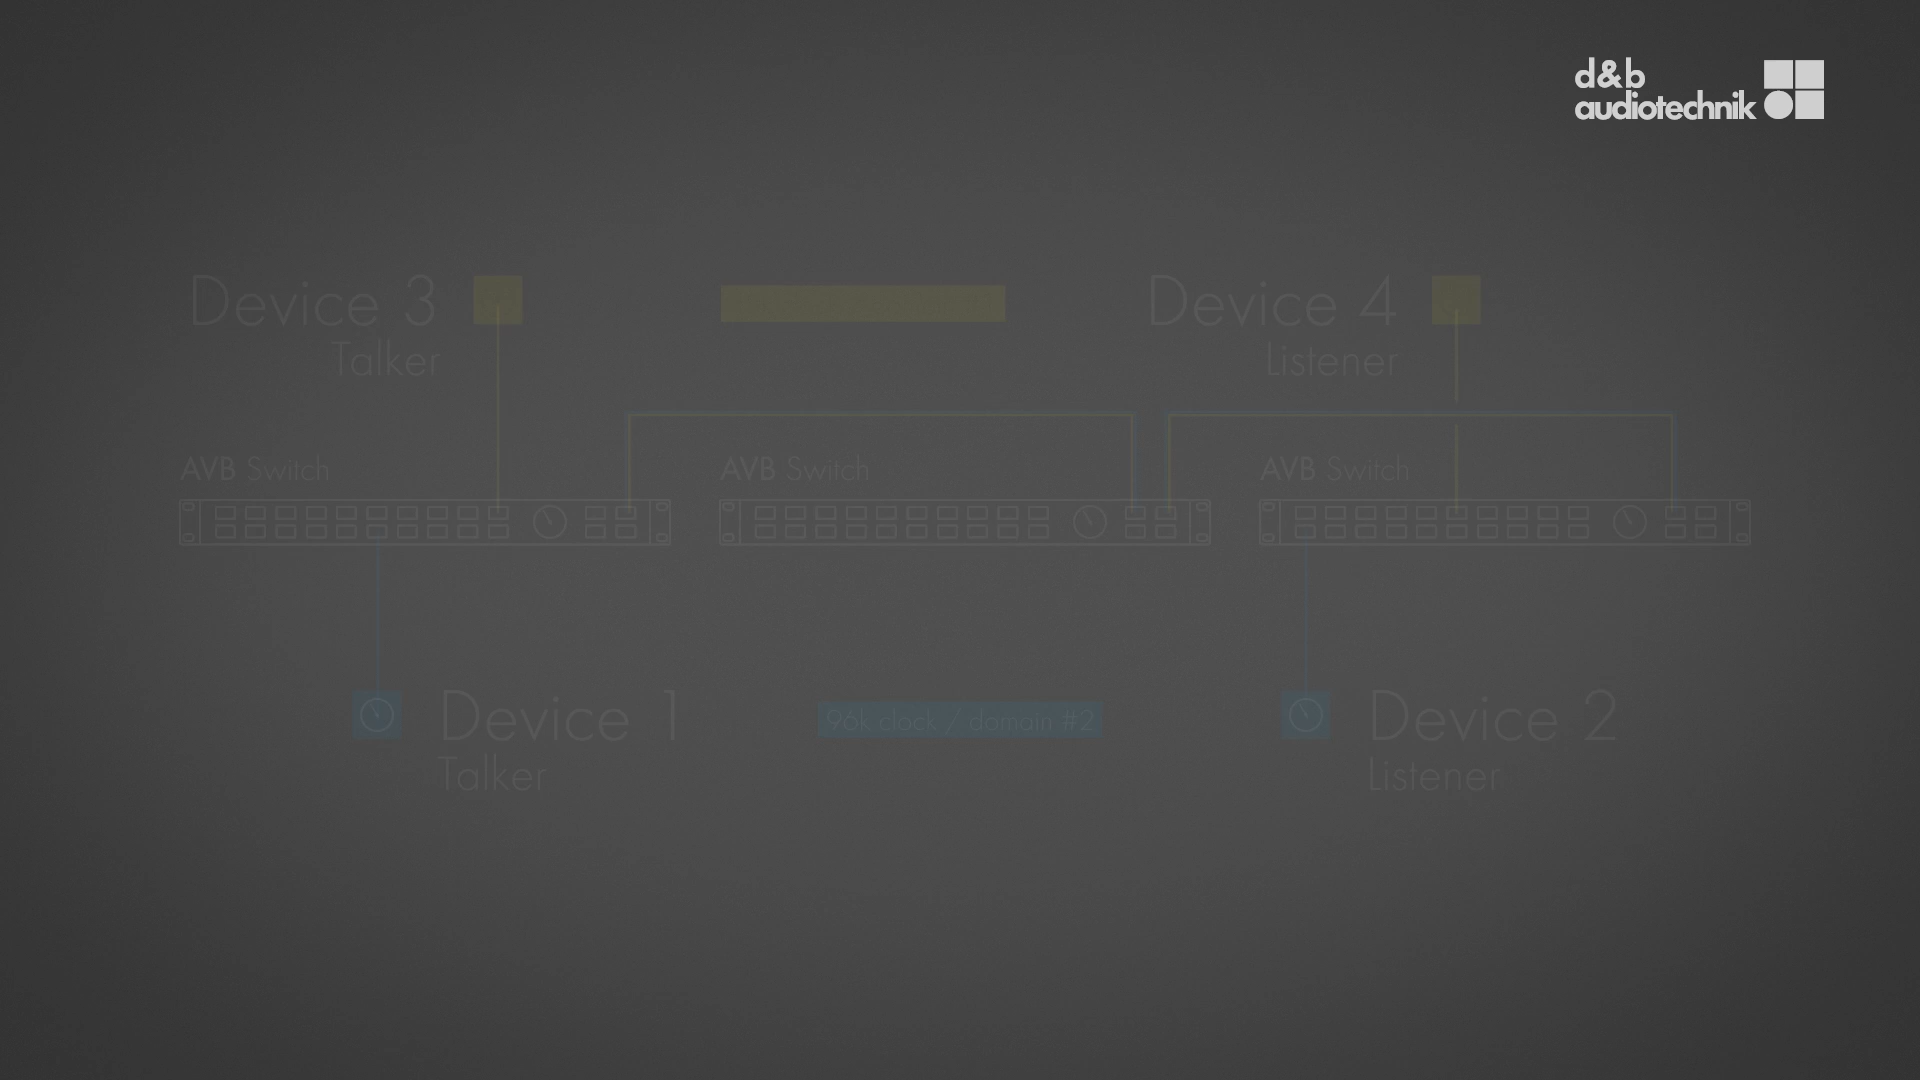 d&b
audiotechnik
Device 3
Talker
Device 4
Listener
AVB Switch
AVB Switch
AVB Switch
Device 1
Talker
96k clock / domain #2
Device 2
Listener